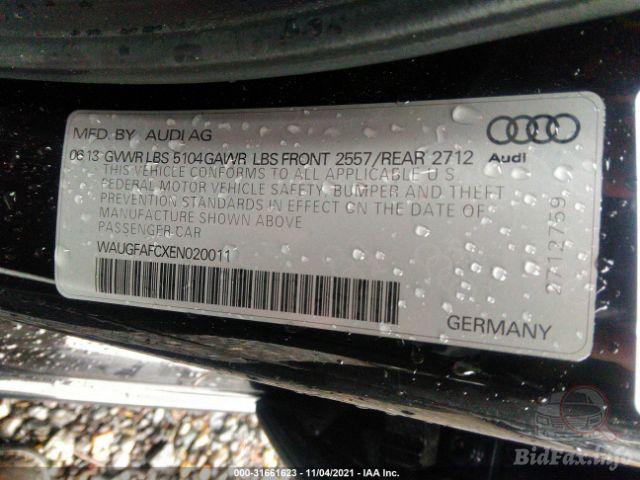 MFD. BY AUDI AG
0613 GVWR LBS 5104 GAWR LBS FRONT 2557/REAR 2712
Audi
THIS VEHICLE CONFORMS TO ALL APPLICABLE U.S.
FEDERAL MOTOR VEHICLE SAFETY, BUMPER AND THEFT
PREVENTION STANDARDS IN EFFECT ON THE DATE OF
MANUFACTURE SHOWN ABOVE
PASSENGER CAR
WAUGFAFCXEN020011
2712759
GERMANY
BidFax.info
000-31661623 - 11/04/2021 - IAA Inc.